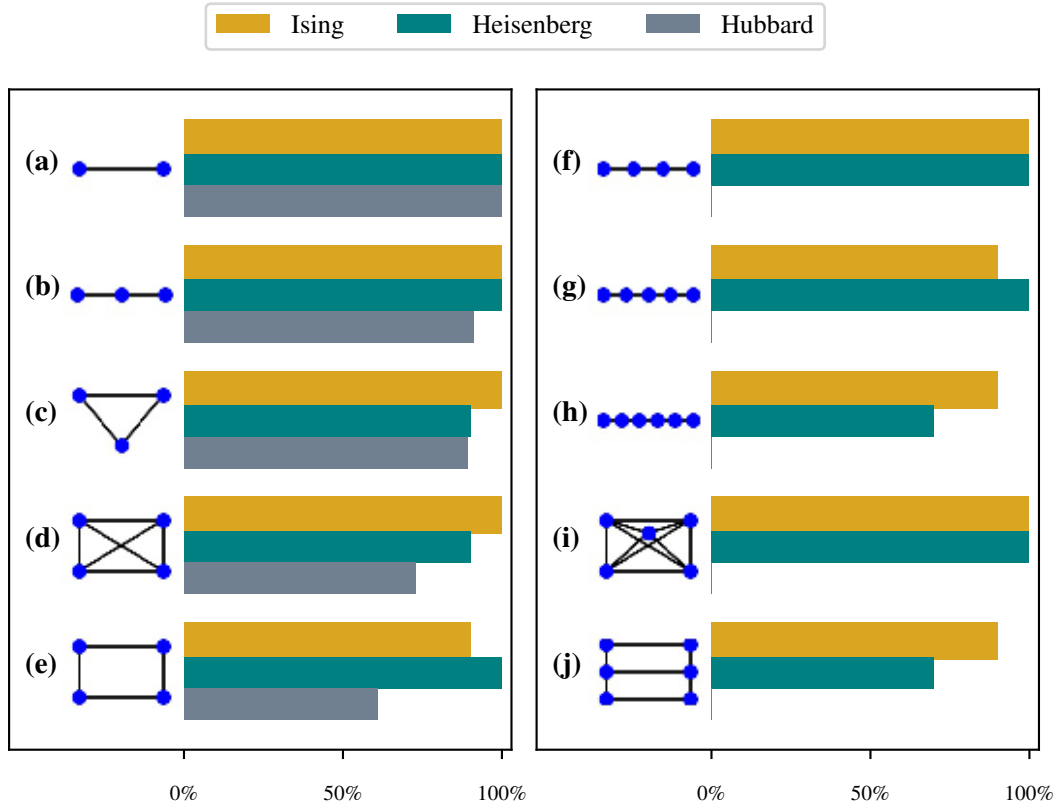 Ising Heisenberg Hubbard
(a)
(b)
(c)
(d)
(e)
0% 50% 100%
(f)
(g)
(h)
(i)
(j)
0% 50% 100%